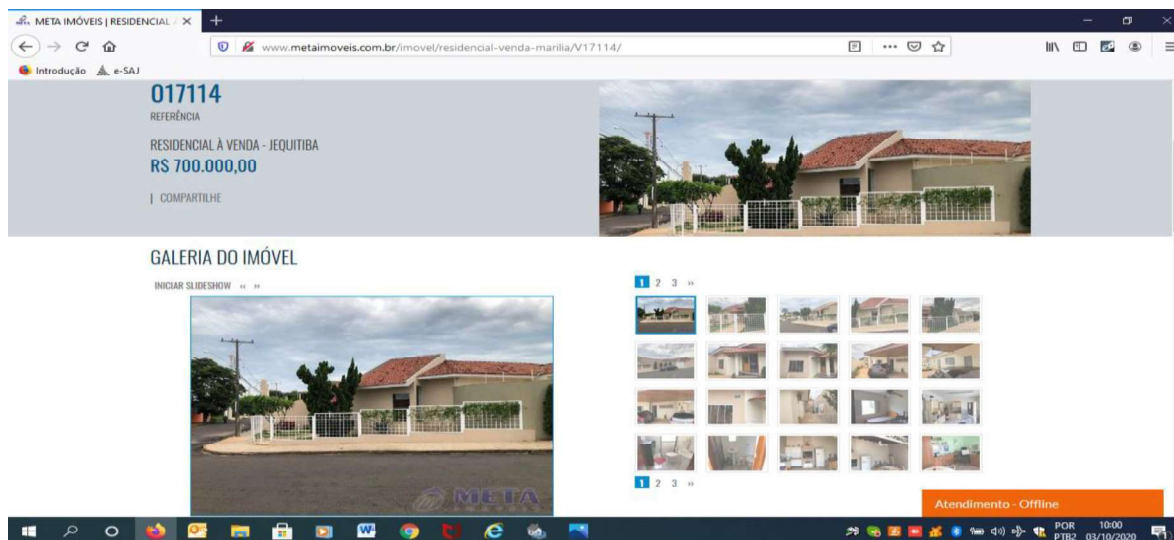 META IMÓVEIS | RESIDENCIAL
www.metaimoveis.com.br/imovel/residencial-venda-marilia/V17114/
Introdução e-SAJ
017114
REFERÊNCIA
RESIDENCIAL À VENDA - JEQUITIBA
R$ 700.000,00
| COMPARTILHE
GALERIA DO IMÓVEL
INICIAR SLIDESHOW ‹‹ ››
1 2 3 ››
META
1 2 3 ››
Atendimento - Offline
POR 10:00
PTB2 03/10/2020